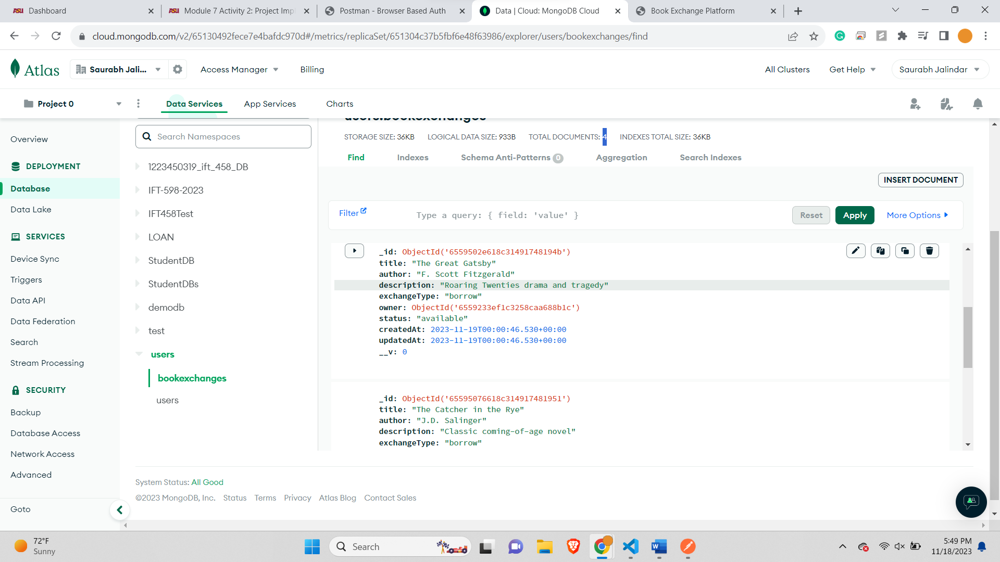 Dashboard
Module 7 Activity 2: Project Impl
Postman - Browser Based Auth
Data | Cloud: MongoDB Cloud
Book Exchange Platform
cloud.mongodb.com/v2/65130492fece7e4bafdc970d#/metrics/replicaSet/651304c37b5fbf6e48f63986/explorer/users/bookexchanges/find
Atlas
Saurabh Jali...
Access Manager
Billing
All Clusters
Get Help
Saurabh Jalindar
Project 0
Data Services
App Services
Charts
users.bookexchanges
STORAGE SIZE: 36KB
LOGICAL DATA SIZE: 933B
TOTAL DOCUMENTS: 4
INDEXES TOTAL SIZE: 36KB
Find
Indexes
Schema Anti-Patterns 0
Aggregation
Search Indexes
INSERT DOCUMENT
Filter
Type a query: { field: 'value' }
Reset
Apply
More Options
Overview
DEPLOYMENT
Database
Data Lake
SERVICES
Device Sync
Triggers
Data API
Data Federation
Search
Stream Processing
SECURITY
Backup
Database Access
Network Access
Advanced
Goto
Search Namespaces
1223450319_ift_458_DB
IFT-598-2023
IFT458Test
LOAN
StudentDB
StudentDBs
demodb
test
users
bookexchanges
users
_id: ObjectId('6559502e618c31491748194b')
title: "The Great Gatsby"
author: "F. Scott Fitzgerald"
description: "Roaring Twenties drama and tragedy"
exchangeType: "borrow"
owner: ObjectId('6559233ef1c3258caa688b1c')
status: "available"
createdAt: 2023-11-19T00:00:46.530+00:00
updatedAt: 2023-11-19T00:00:46.530+00:00
__v: 0
_id: ObjectId('65595076618c314917481951')
title: "The Catcher in the Rye"
author: "J.D. Salinger"
description: "Classic coming-of-age novel"
exchangeType: "borrow"
System Status: All Good
©2023 MongoDB, Inc.
Status
Terms
Privacy
Atlas Blog
Contact Sales
72°F
Sunny
Search
5:49 PM
11/18/2023